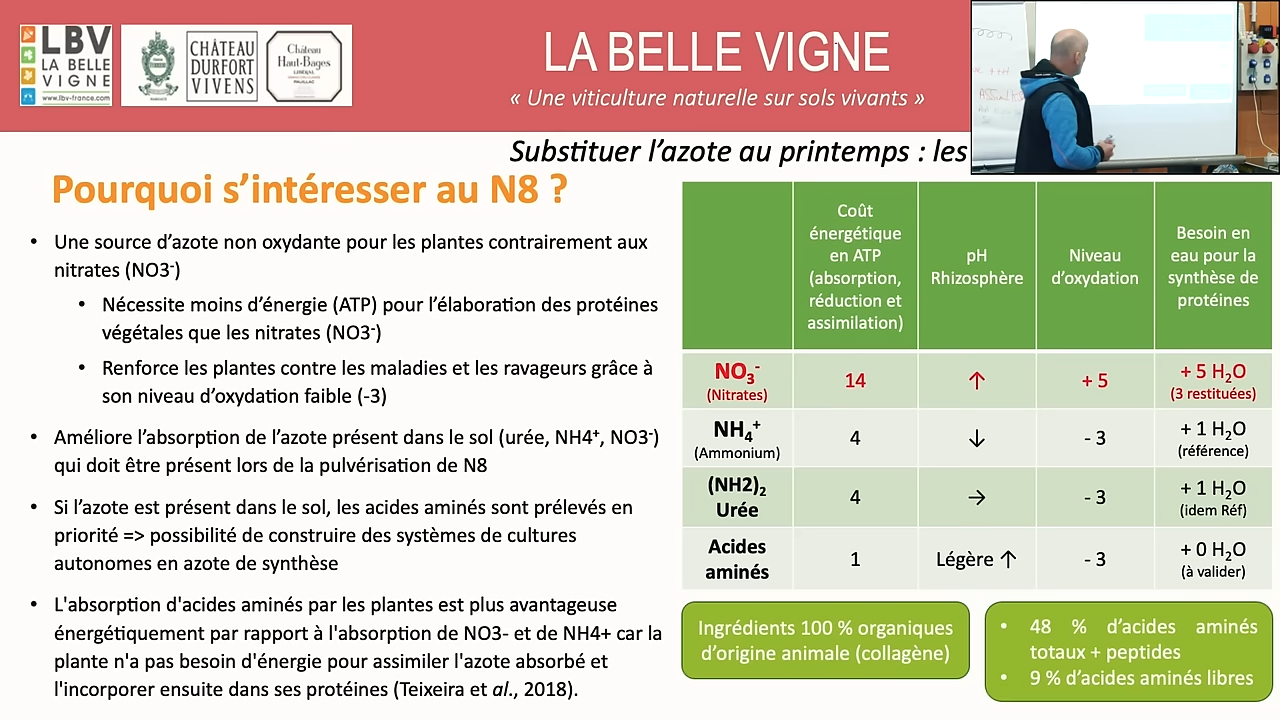 LBV
LA BELLE
VIGNE
www.lbv-france.com
CHÂTEAU
DURFORT
VIVENS
Château
Haut-Bages
LA BELLE VIGNE
« Une viticulture naturelle sur sols vivants »
Substituer l’azote au printemps : les
Pourquoi s’intéresser au N8 ?
• Une source d’azote non oxydante pour les plantes contrairement aux
nitrates (NO3⁻)
• Nécessite moins d’énergie (ATP) pour l’élaboration des protéines
végétales que les nitrates (NO3⁻)
• Renforce les plantes contre les maladies et les ravageurs grâce à
son niveau d’oxydation faible (-3)
• Améliore l’absorption de l’azote présent dans le sol (urée, NH4⁺, NO3⁻)
qui doit être présent lors de la pulvérisation de N8
• Si l’azote est présent dans le sol, les acides aminés sont prélevés en
priorité => possibilité de construire des systèmes de cultures
autonomes en azote de synthèse
• L'absorption d'acides aminés par les plantes est plus avantageuse
énergétiquement par rapport à l'absorption de NO3- et de NH4+ car la
plante n'a pas besoin d'énergie pour assimiler l'azote absorbé et
l'incorporer ensuite dans ses protéines (Teixeira et al., 2018).
Coût
énergétique
en ATP
(absorption,
réduction et
assimilation)
pH
Rhizosphère
Niveau
d’oxydation
Besoin en
eau pour la
synthèse de
protéines
NO₃⁻
(Nitrates)
14
↑
+ 5
+ 5 H₂O
(3 restituées)
NH₄⁺
(Ammonium)
4
↓
- 3
+ 1 H₂O
(référence)
(NH2)₂
Urée
4
→
- 3
+ 1 H₂O
(idem Réf)
Acides
aminés
1
Légère ↑
- 3
+ 0 H₂O
(à valider)
Ingrédients 100 % organiques
d’origine animale (collagène)
• 48 % d’acides aminés
totaux + peptides
• 9 % d’acides aminés libres